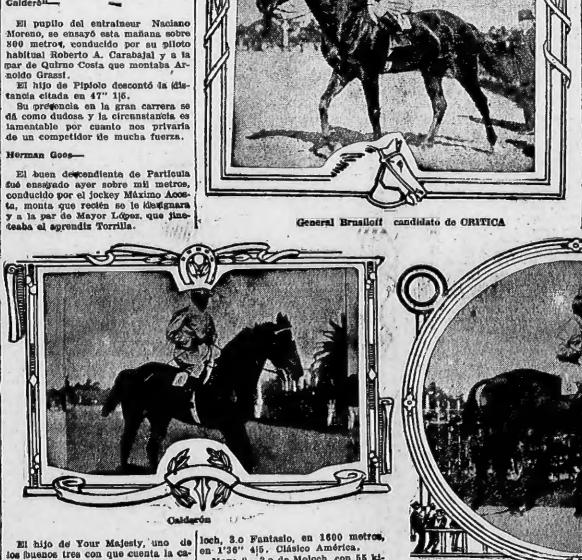 Calderón—
El pupilo del entraineur Naciano
Moreno, se ensayó esta mañana sobre
800 metros, conducido por su piloto
habitual Roberto A. Carabajal y a la
par de Quirno Costa que montaba Ar-
noldo Grassi.
El hijo de Pipiolo descontó la dis-
tancia citada en 47" 1|5.
Su presencia en la gran carrera se
dá como dudosa y la circunstancia es
lamentable por cuanto nos privaría
de un competidor de mucha fuerza.
Herman Goos—
El buen descendiente de Partícula
fué ensayado ayer sobre mil metros,
conducido por el jockey Máximo Acos-
ta, monta que recién se le designara
y a la par de Mayor López, que jine-
teaba el aprendiz Torrilla.
General Brusiloff candidato de CRITICA
Calderón
El hijo de Your Majesty, uno de
los buenos tres con que cuenta la ca-
loch, 3.o Fantasio, en 1600 metros,
en 1'36" 4|5. Clásico América.
2.o de Moloch, con 55 ki-